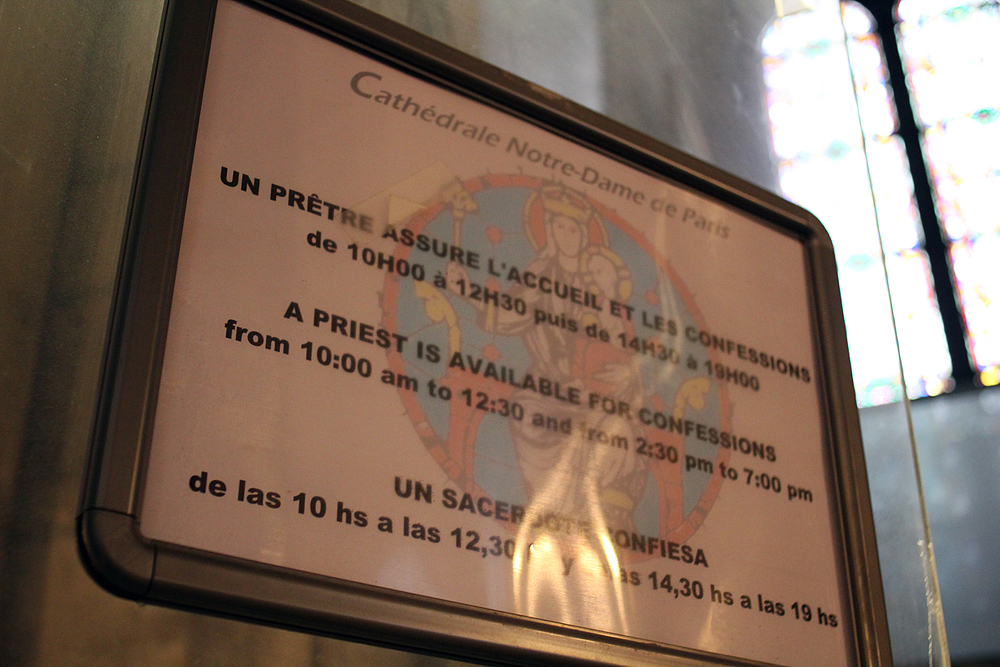 Cathédrale Notre-Dame de Paris
UN PRÊTRE ASSURE L'ACCUEIL ET LES CONFESSIONS
de 10H00 à 12H30 puis de 14H30 à 19H00
A PRIEST IS AVAILABLE FOR CONFESSIONS
from 10:00 am to 12:30 and from 2:30 pm to 7:00 pm
UN SACERDOTE CONFIESA
de las 10 hs a las 12,30 y las 14,30 hs a las 19 hs